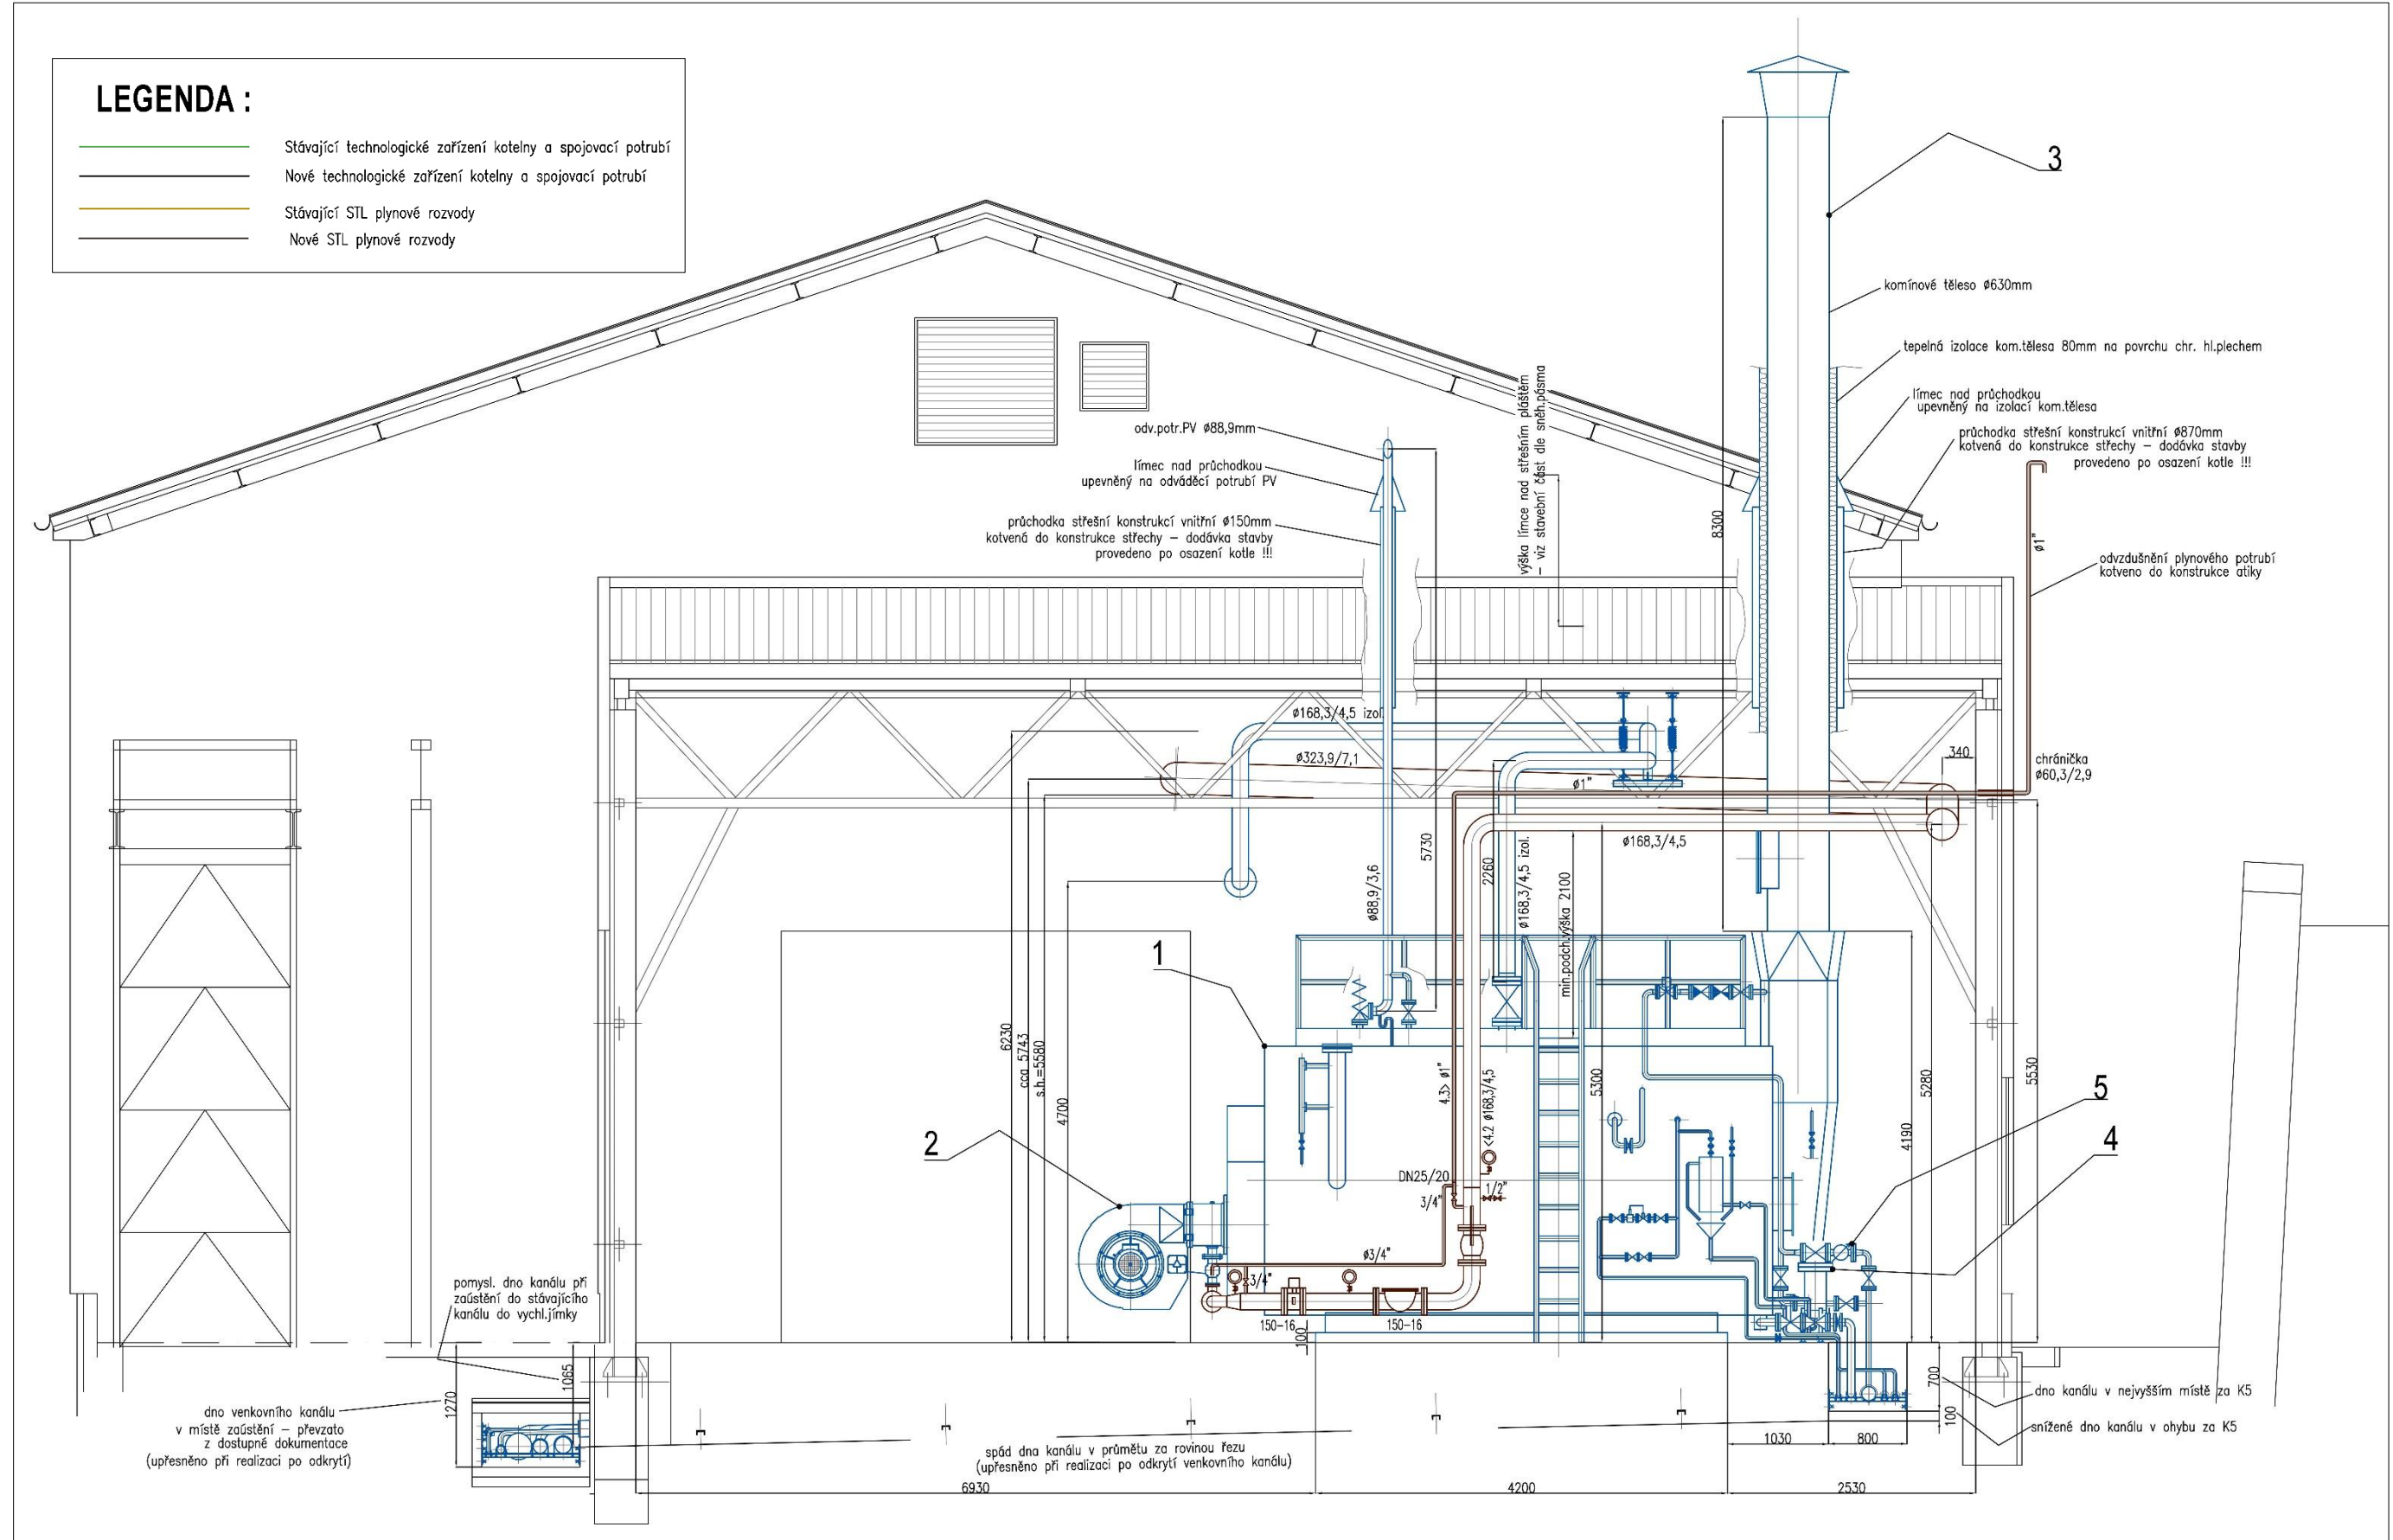 LEGENDA :
Stávající technologické zařízení kotelny a spojovací potrubí
Nové technologické zařízení kotelny a spojovací potrubí
Stávající STL plynové rozvody
Nové STL plynové rozvody
3
komínové těleso ø630mm
tepelná izolace kom.tělesa 80mm na povrchu chr. hl.plechem
límec nad průchodkou
upevněný na izolací kom.tělesa
průchodka střešní konstrukcí vnitřní ø870mm
kotvená do konstrukce střechy – dodávka stavby
provedeno po osazení kotle !!!
ø1"
odvzdušnění plynového potrubí
kotveno do konstrukce atiky
8300
výška límce nad střešním pláštěm
– viz stavební část dle sněh.pásma
odv.potr.PV ø88,9mm
límec nad průchodkou
upevněný na odváděcí potrubí PV
průchodka střešní konstrukcí vnitřní ø150mm
kotvená do konstrukce střechy – dodávka stavby
provedeno po osazení kotle !!!
ø168,3/4,5 izol.
ø323,9/7,1
ø1"
340
chránička
ø60,3/2,9
5730
2260
ø168,3/4,5 izol.
ø168,3/4,5
ø88,9/3,6
min.podch.výška 2100
1
6230
cca 5743
s.h.=5580
4700
4.3> ø1"
<4.2 ø168,3/4,5
5300
5280
4190
5530
5
4
2
DN25/20
3/4"
1/2"
ø3/4"
3/4"
150-16
150-16
100
pomysl. dno kanálu při
zaústění do stávajícího
kanálu do vychl.jímky
1065
1270
dno venkovního kanálu
v místě zaústění – převzato
z dostupné dokumentace
(upřesněno při realizaci po odkrytí)
spád dna kanálu v průmětu za rovinou řezu
(upřesněno při realizaci po odkrytí venkovního kanálu)
700
dno kanálu v nejvyšším místě za K5
100
snížené dno kanálu v ohybu za K5
1030
800
6930
4200
2530